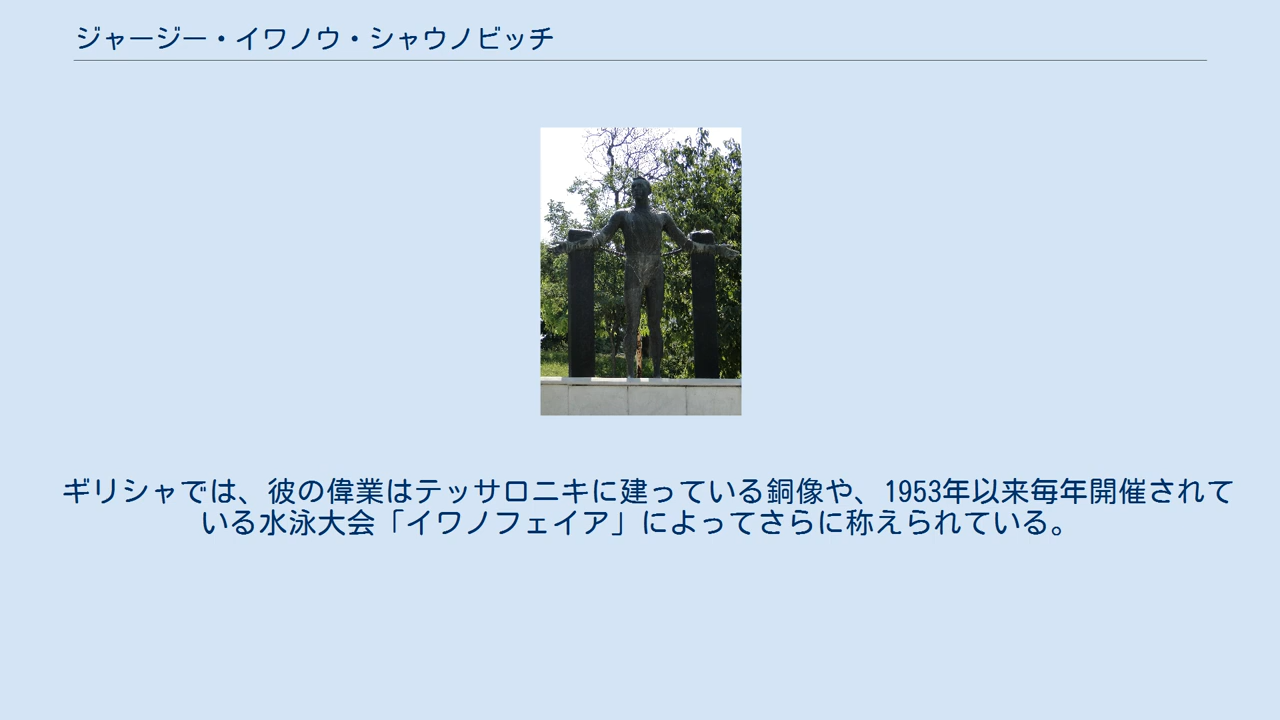 ジャージー・イワノウ・シャウノビッチ
ギリシャでは、彼の偉業はテッサロニキに建っている銅像や、1953年以来毎年開催されて
いる水泳大会「イワノフェイア」によってさらに称えられている。